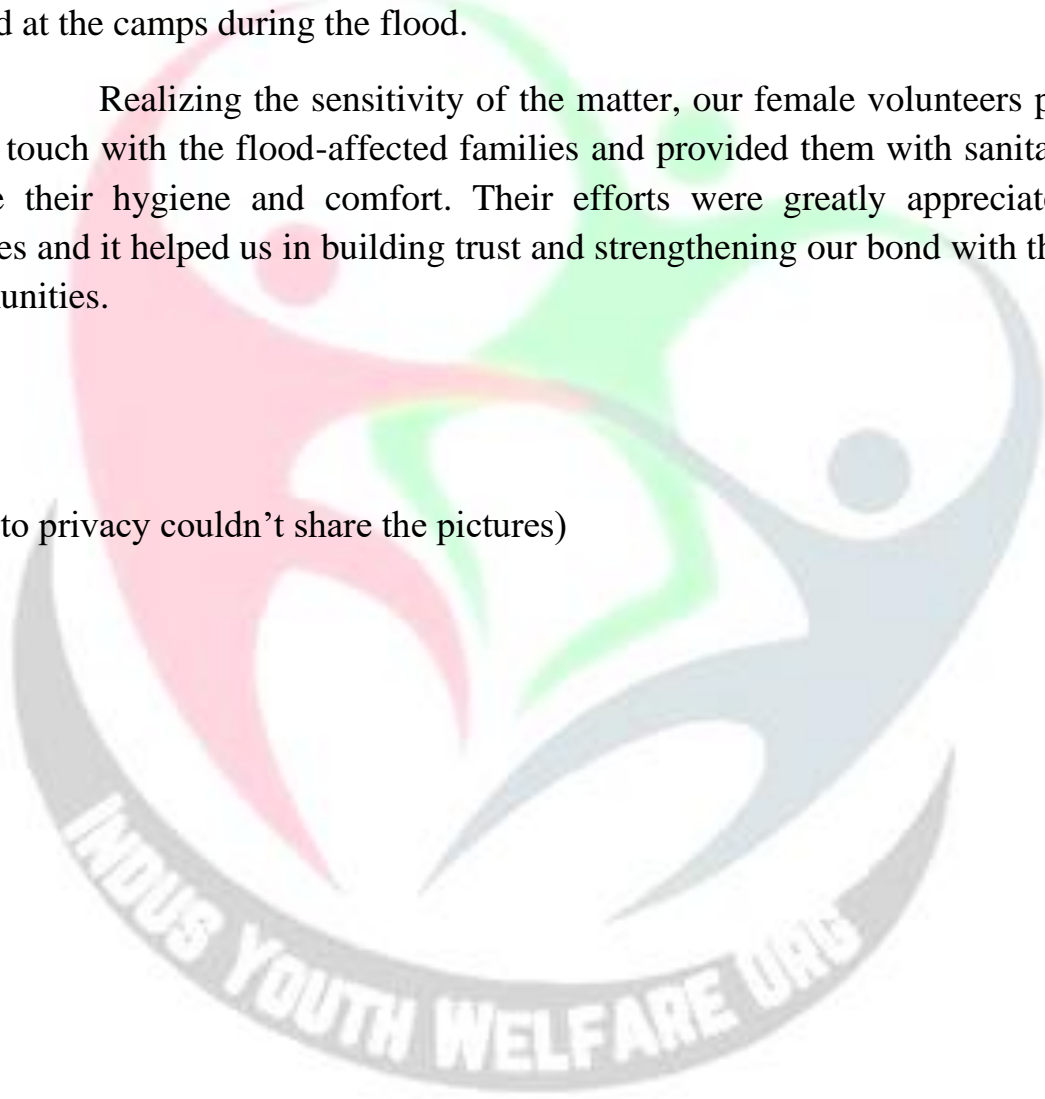 d at the camps during the flood.
Realizing the sensitivity of the matter, our female volunteers p
touch with the flood-affected families and provided them with sanita
e their hygiene and comfort. Their efforts were greatly appreciate
es and it helped us in building trust and strengthening our bond with th
unities.
to privacy couldn’t share the pictures)
INDUS YOUTH WELFARE ORG